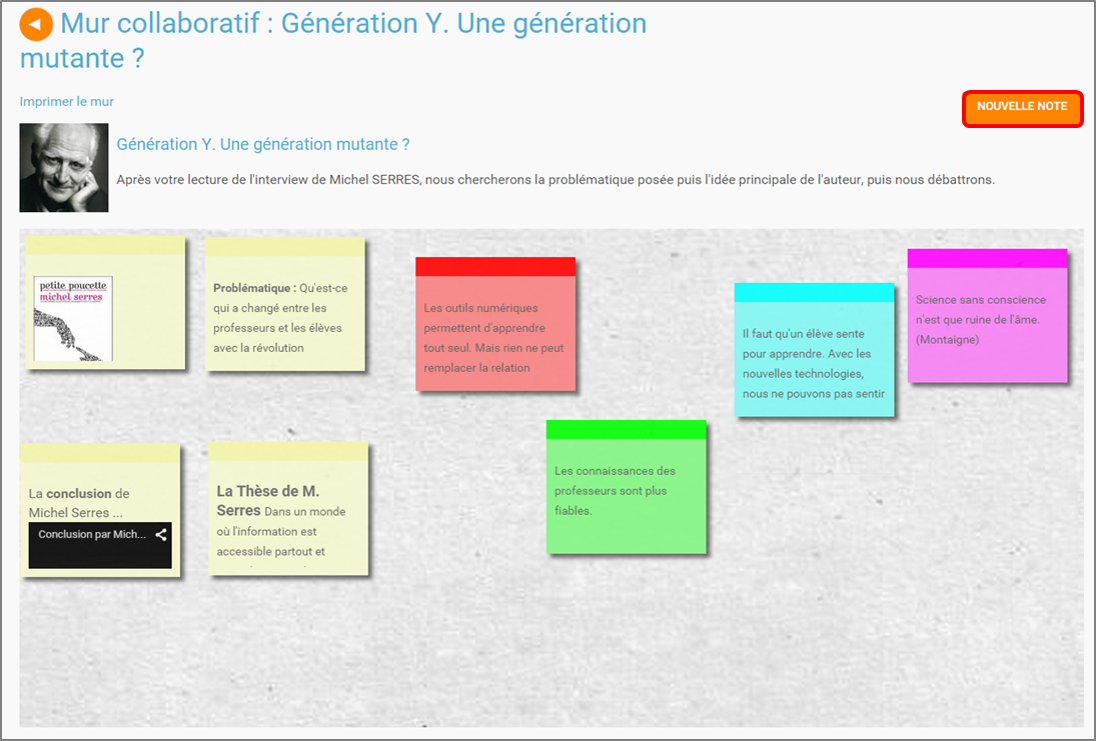 Mur collaboratif : Génération Y. Une génération
mutante ?
Imprimer le mur
NOUVELLE NOTE
Génération Y. Une génération mutante ?
Après votre lecture de l'interview de Michel SERRES, nous chercherons la problématique posée puis l'idée principale de l'auteur, puis nous débattrons.
petite poucette
michel serres
Problématique : Qu'est-ce
qui a changé entre les
professeurs et les élèves
avec la révolution
Les outils numériques
permettent d'apprendre
tout seul. Mais rien ne peut
remplacer la relation
Il faut qu'un élève sente
pour apprendre. Avec les
nouvelles technologies,
nous ne pouvons pas sentir
Science sans conscience
n'est que ruine de l'âme.
(Montaigne)
La conclusion de
Michel Serres ...
Conclusion par Mich...
La Thèse de M.
Serres Dans un monde
où l'information est
accessible partout et
Les connaissances des
professeurs sont plus
fiables.